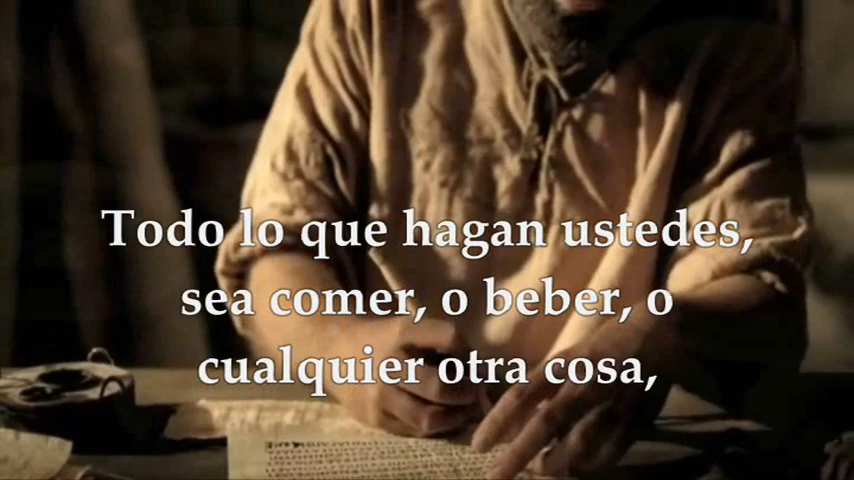 Todo lo que hagan ustedes,
sea comer, o beber, o
cualquier otra cosa,